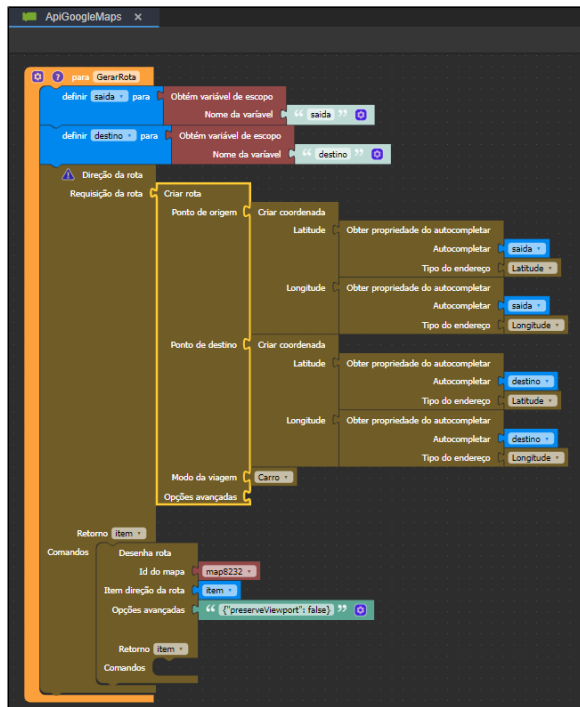 ApiGoogleMaps ×
? para GerarRota
definir saida para Obtém variável de escopo
Nome da varíavel “ saida ”
definir destino para Obtém variável de escopo
Nome da varíavel “ destino ”
Direção da rota
Requisição da rota Criar rota
Ponto de origem Criar coordenada
Latitude Obter propriedade do autocompletar
Autocompletar saida
Tipo do endereço Latitude
Longitude Obter propriedade do autocompletar
Autocompletar saida
Tipo do endereço Longitude
Ponto de destino Criar coordenada
Latitude Obter propriedade do autocompletar
Autocompletar destino
Tipo do endereço Latitude
Longitude Obter propriedade do autocompletar
Autocompletar destino
Tipo do endereço Longitude
Modo da viagem Carro
Opções avançadas
Retorno item
Comandos Desenha rota
Id do mapa map8232
Item direção da rota item
Opções avançadas “ {"preserveViewport": false} ”
Retorno item
Comandos